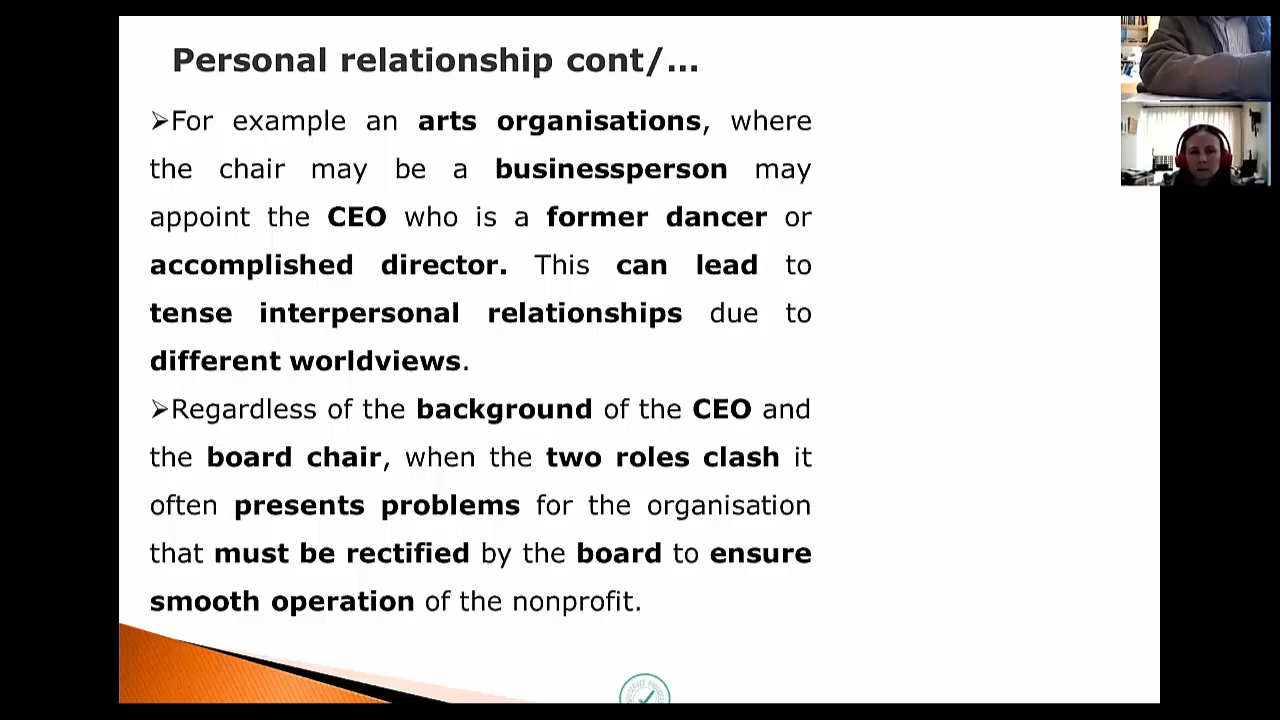 Personal relationship cont/...
➢For example an arts organisations, where
the chair may be a businessperson may
appoint the CEO who is a former dancer or
accomplished director. This can lead to
tense interpersonal relationships due to
different worldviews.
➢Regardless of the background of the CEO and
the board chair, when the two roles clash it
often presents problems for the organisation
that must be rectified by the board to ensure
smooth operation of the nonprofit.